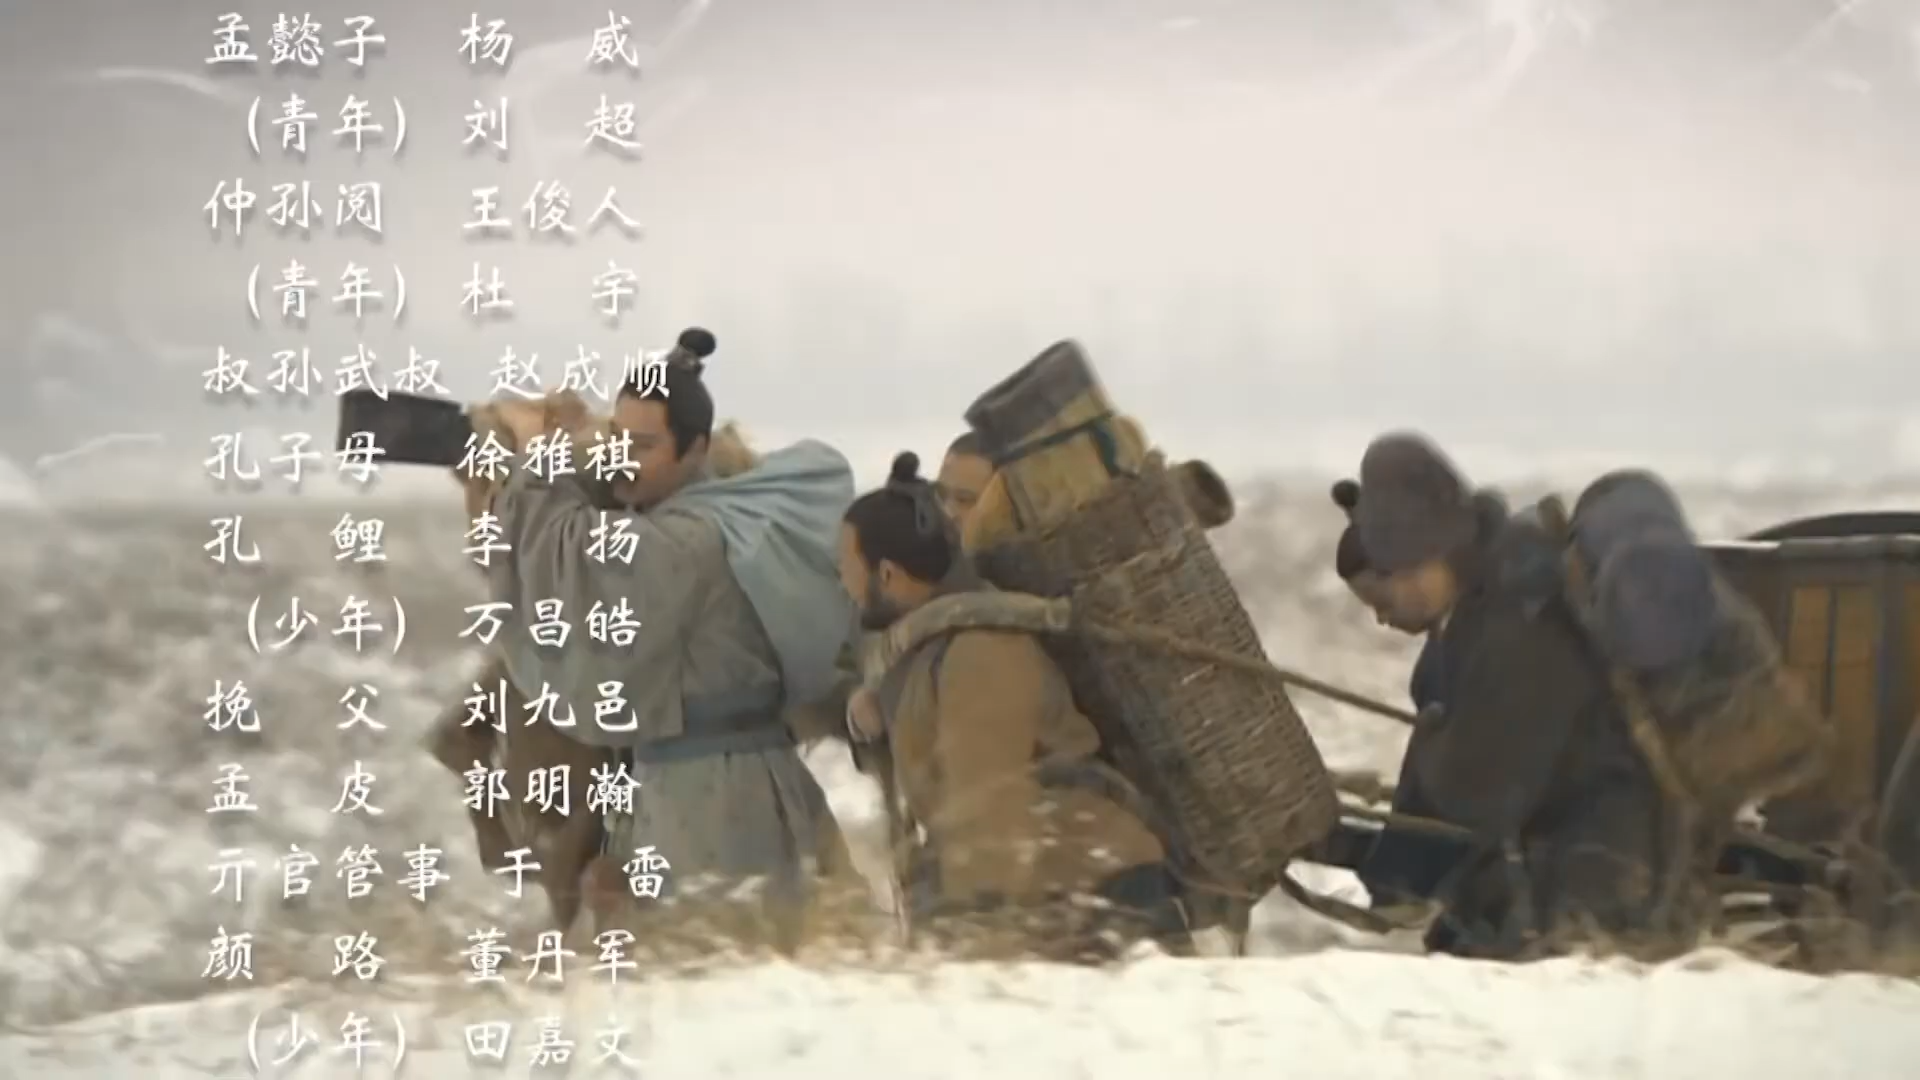 孟懿子 杨 威
(青年) 刘 超
仲孙阅 王俊人
(青年) 杜 宇
叔孙武叔 赵成顺
孔子母 徐雅祺
孔 鲤 李 扬
(少年) 万昌皓
挽 父 刘九邑
孟 皮 郭明瀚
亓官管事 于 雷
颜 路 董丹军
(少年) 田嘉文